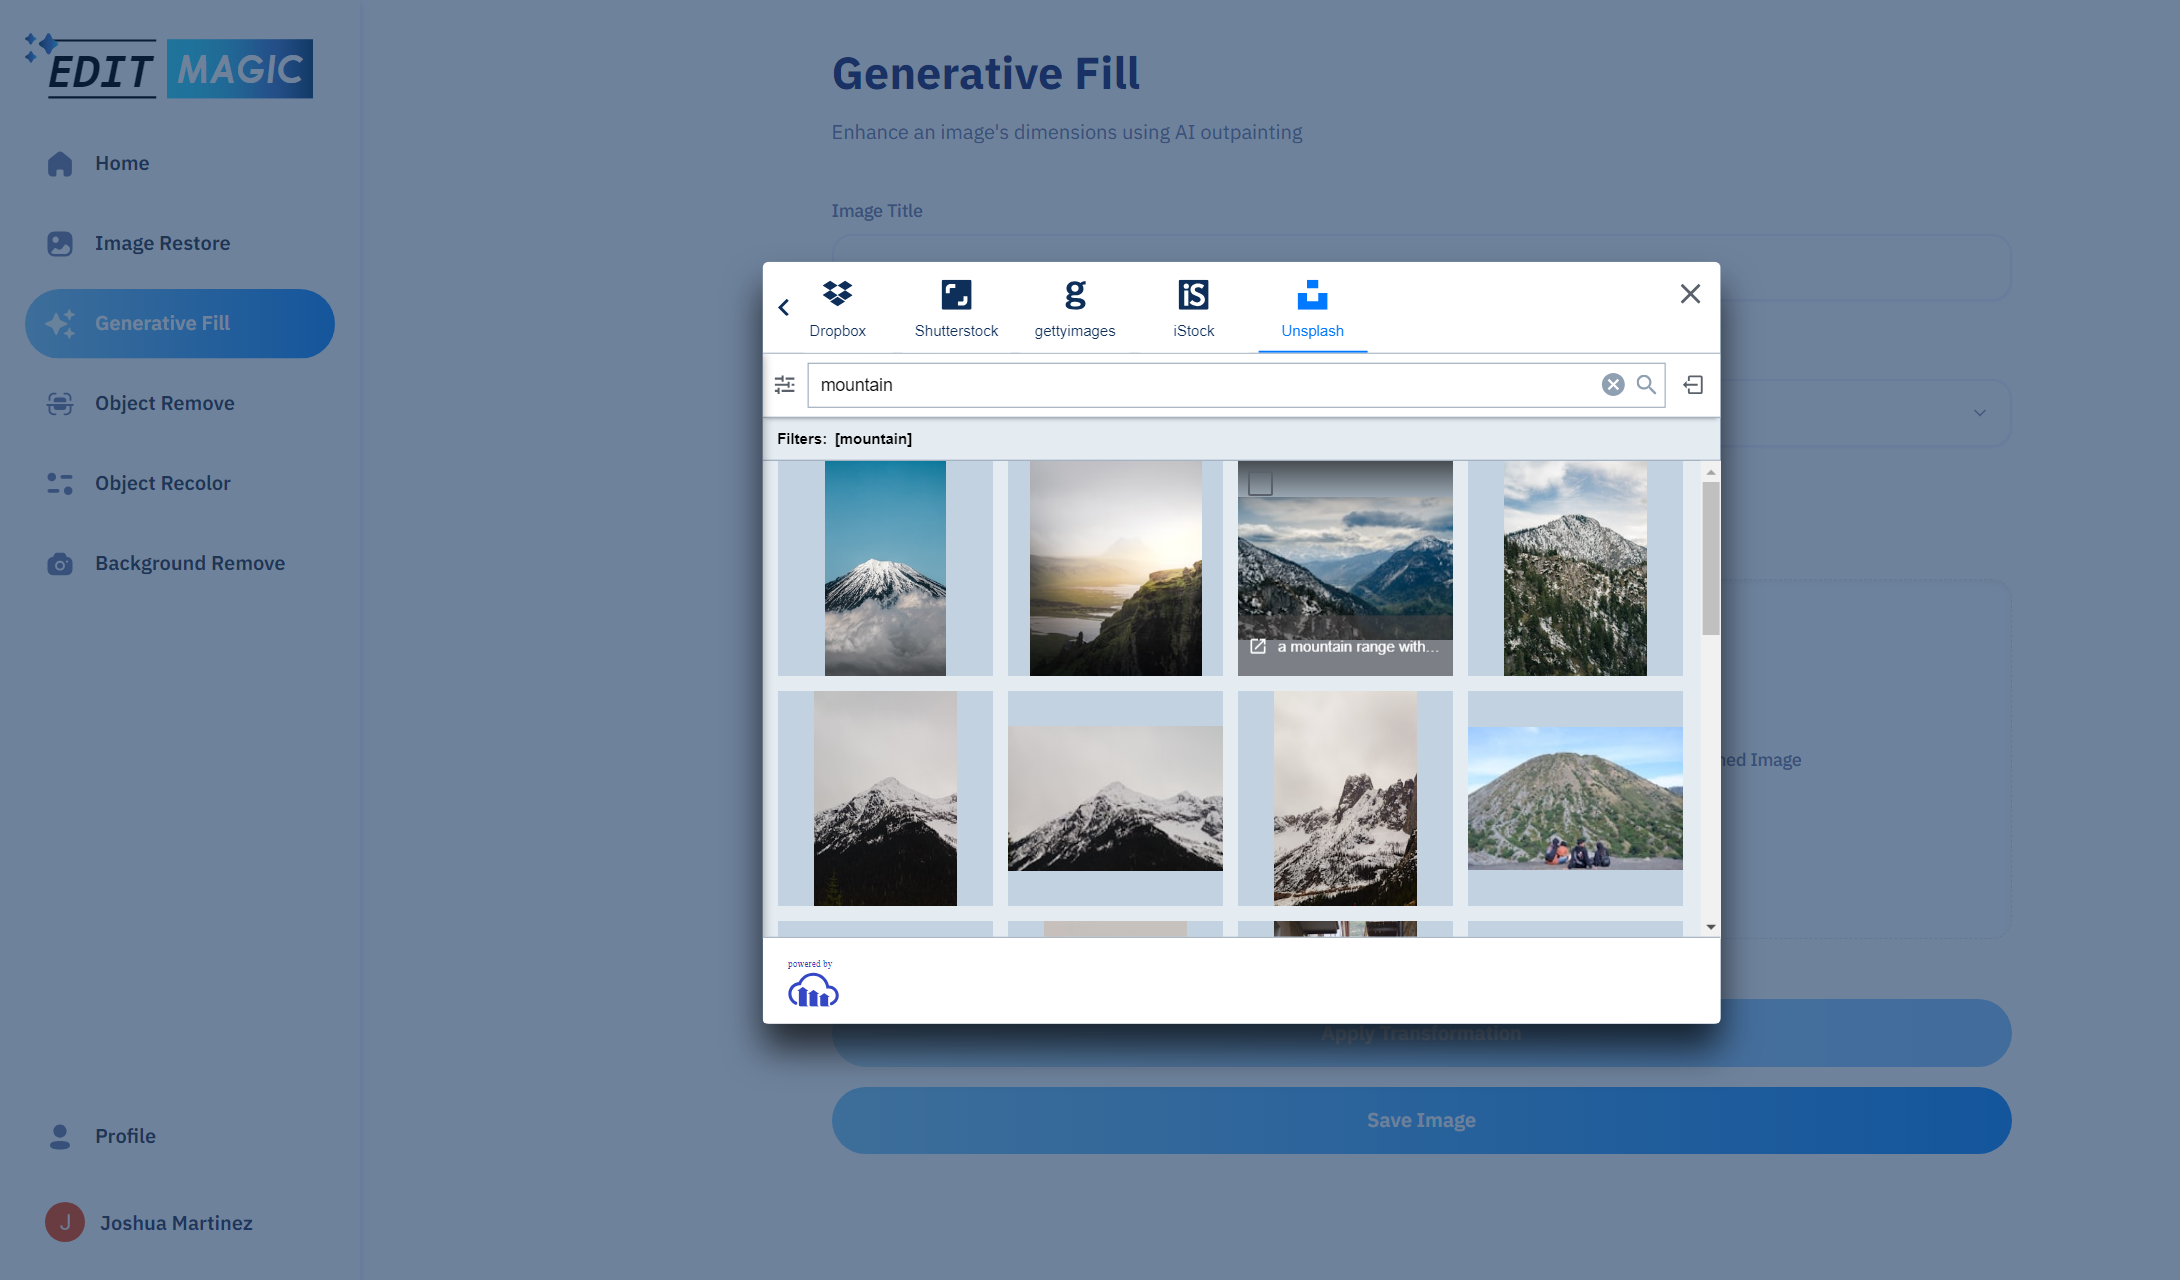 EDIT MAGIC
Home
Image Restore
Generative Fill
Object Remove
Object Recolor
Background Remove
Profile
J
Joshua Martinez
Generative Fill
Enhance an image's dimensions using AI outpainting
Image Title
Dropbox
Shutterstock
g
gettyimages
iS
iStock
Unsplash
mountain
Filters: [mountain]
a mountain range with...
powered by
ned Image
Apply Transformation
Save Image